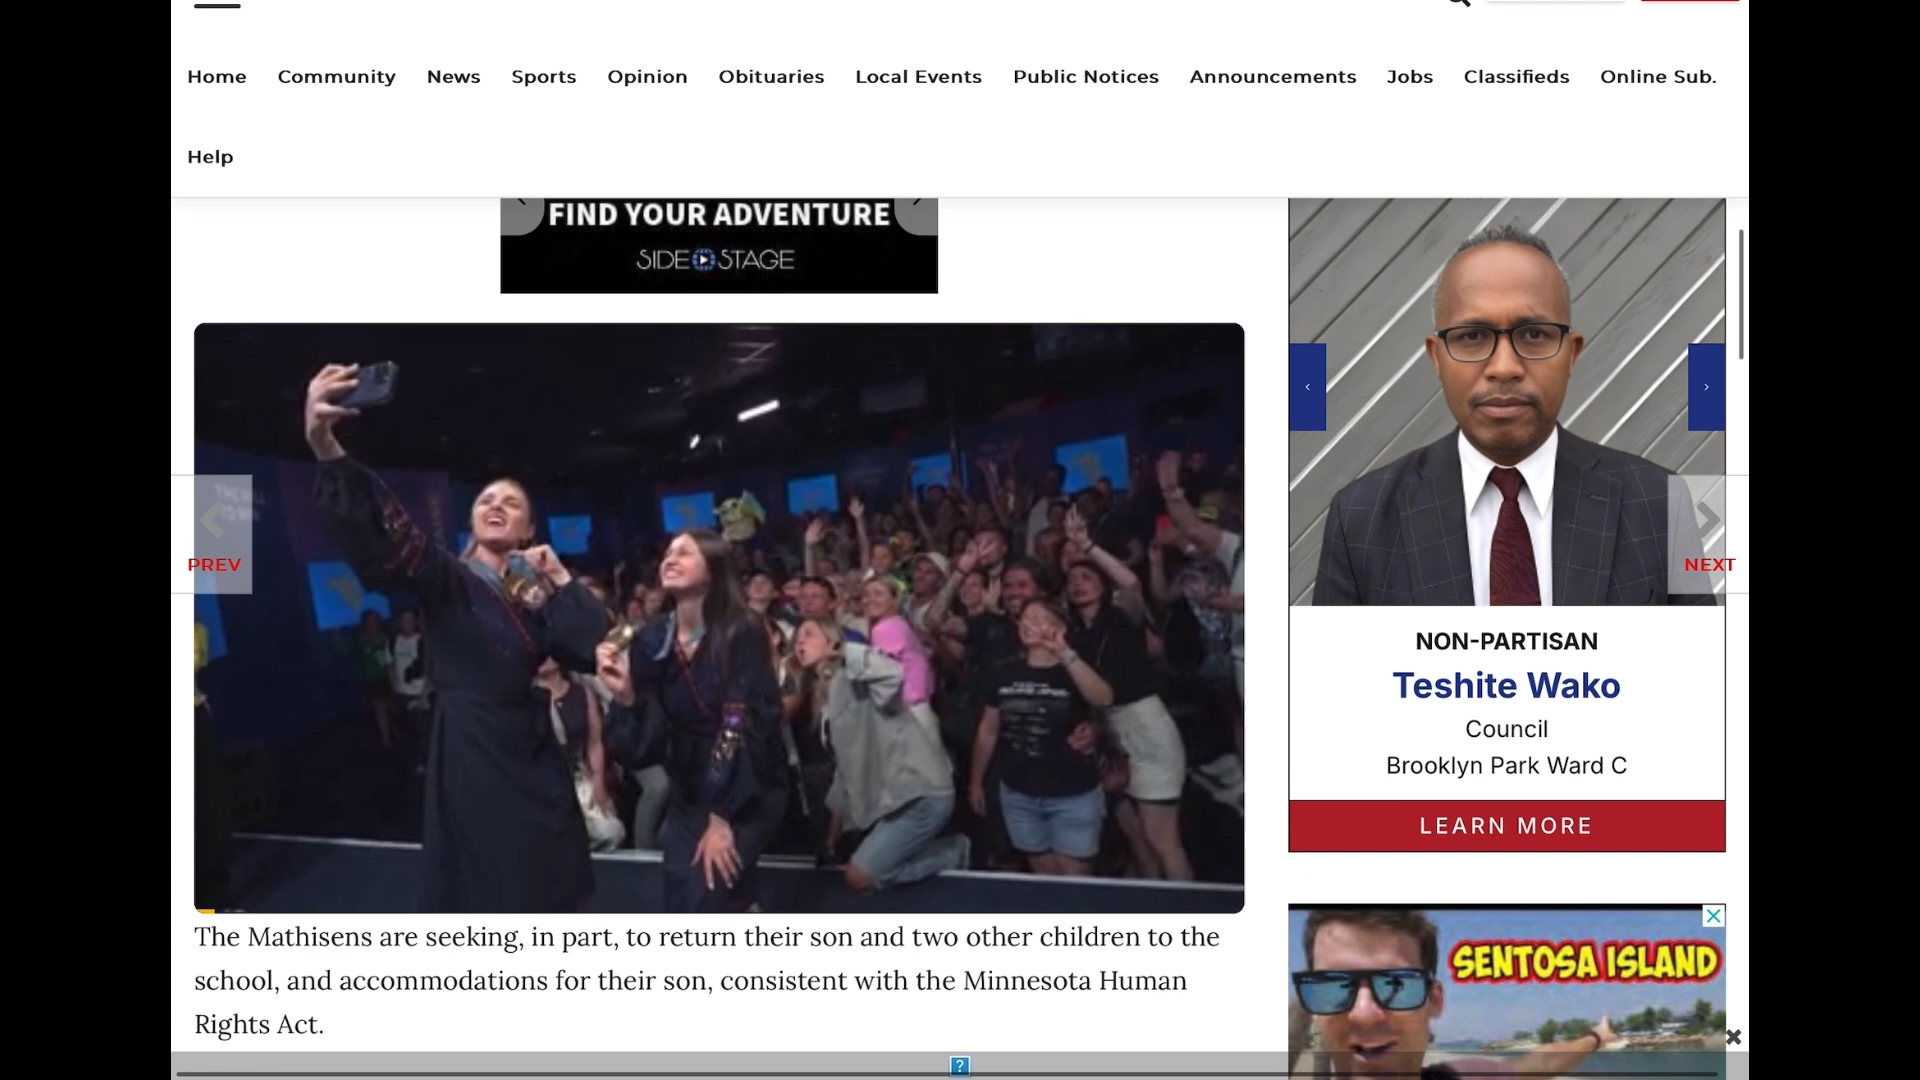 Home Community News Sports Opinion Obituaries Local Events Public Notices Announcements Jobs Classifieds Online Sub.
Help
FIND YOUR ADVENTURE
SIDE STAGE
PREV
NEXT
NON-PARTISAN
Teshite Wako
Council
Brooklyn Park Ward C
LEARN MORE
The Mathisens are seeking, in part, to return their son and two other children to the
school, and accommodations for their son, consistent with the Minnesota Human
Rights Act.
SENTOSA ISLAND
?